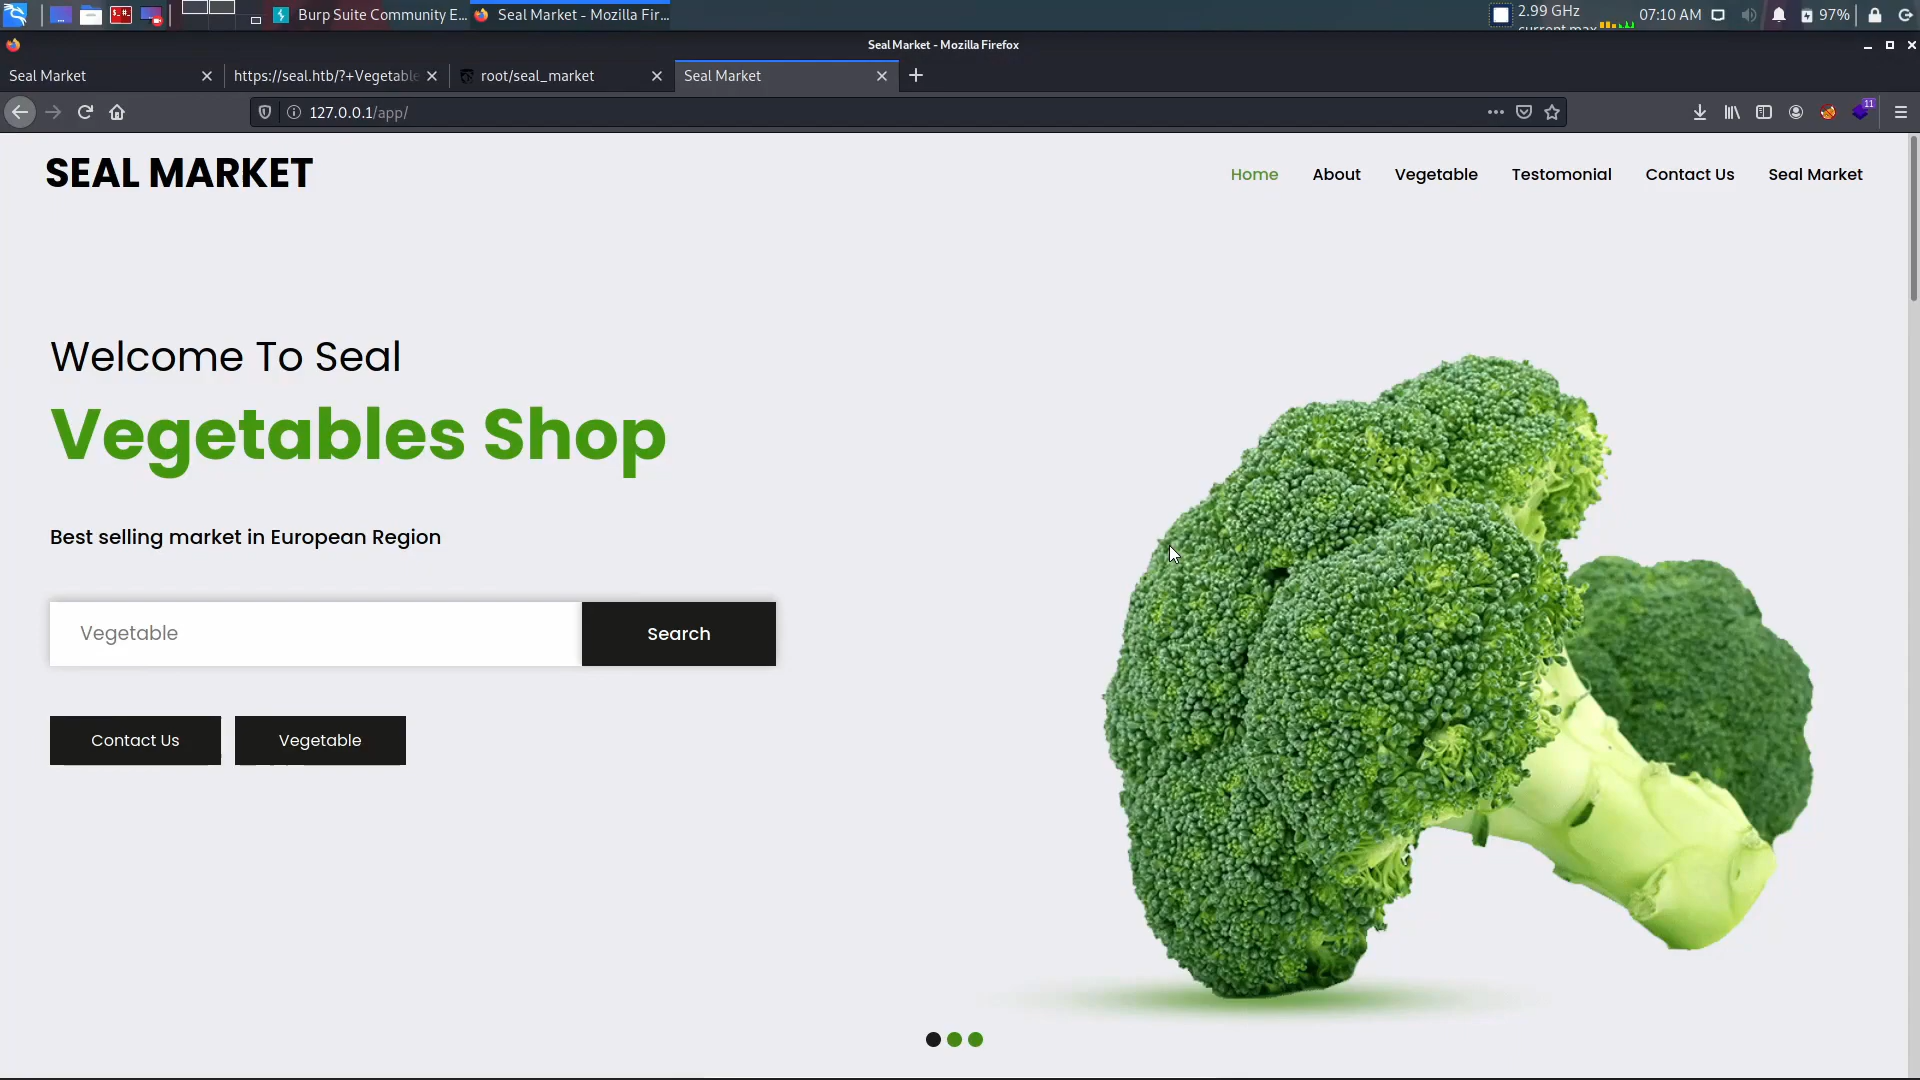 Burp Suite Community E...
Seal Market - Mozilla Fir...
2.99 GHz
current max
07:10 AM
97%
Seal Market - Mozilla Firefox
Seal Market
https://seal.htb/?+Vegetable
root/seal_market
Seal Market
127.0.0.1/app/
11
SEAL MARKET
Home
About
Vegetable
Testomonial
Contact Us
Seal Market
Welcome To Seal
Vegetables Shop
Best selling market in European Region
Vegetable
Search
Contact Us
Vegetable